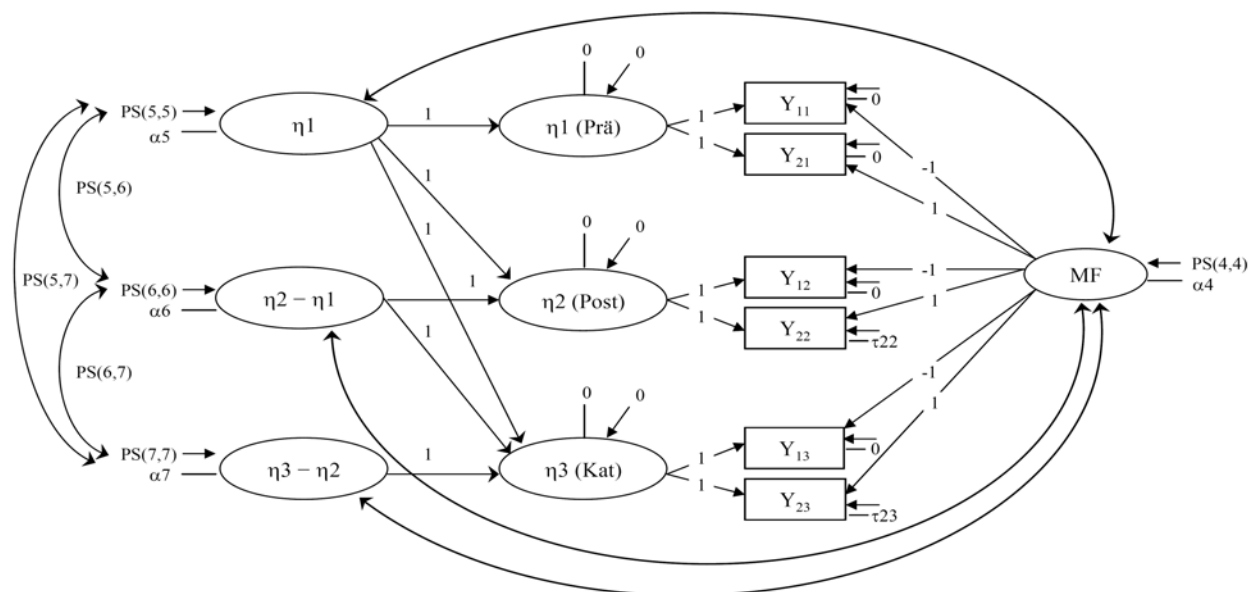 0
0
PS(5,5)
α5
η1
1
η1 (Prä)
1
1
Y11
0
Y21
0
-1
1
PS(5,6)
1
1
0
0
PS(5,7)
PS(6,6)
α6
η2 − η1
1
η2 (Post)
1
1
Y12
0
Y22
τ22
-1
1
MF
PS(4,4)
α4
1
PS(6,7)
0
0
-1
1
PS(7,7)
α7
η3 − η2
1
η3 (Kat)
1
1
Y13
0
Y23
τ23